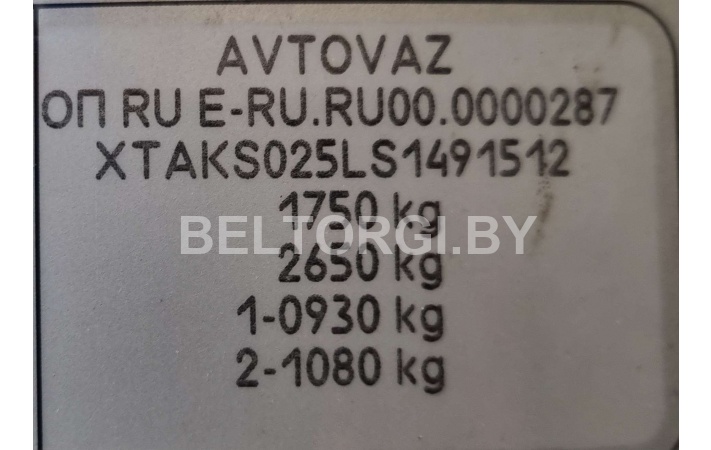 AVTOVAZ
ОП RU E-RU.RU00.0000287
XTAKS025LS1491512
1750 kg
BELTORGI.BY
2650 kg
1-0930 kg
2-1080 kg